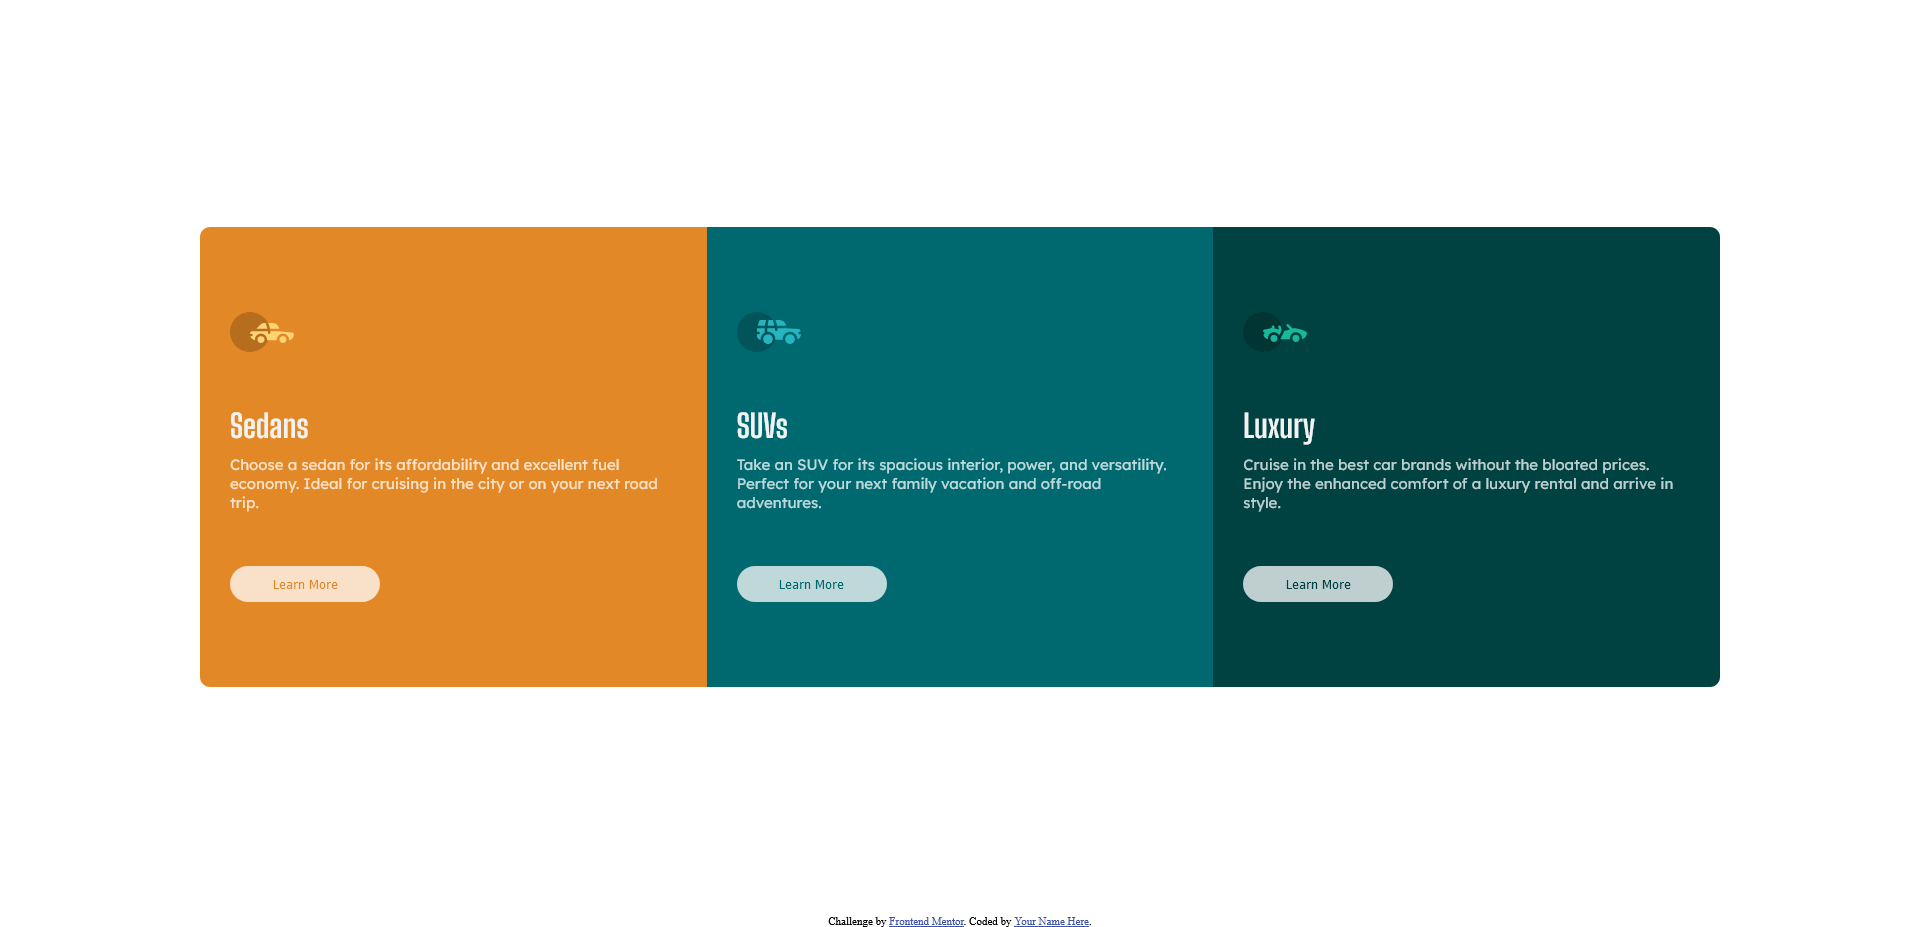 Sedans
Choose a sedan for its affordability and excellent fuel
economy. Ideal for cruising in the city or on your next road
trip.
Learn More
SUVs
Take an SUV for its spacious interior, power, and versatility.
Perfect for your next family vacation and off-road
adventures.
Learn More
Luxury
Cruise in the best car brands without the bloated prices.
Enjoy the enhanced comfort of a luxury rental and arrive in
style.
Learn More
Challenge by Frontend Mentor. Coded by Your Name Here.